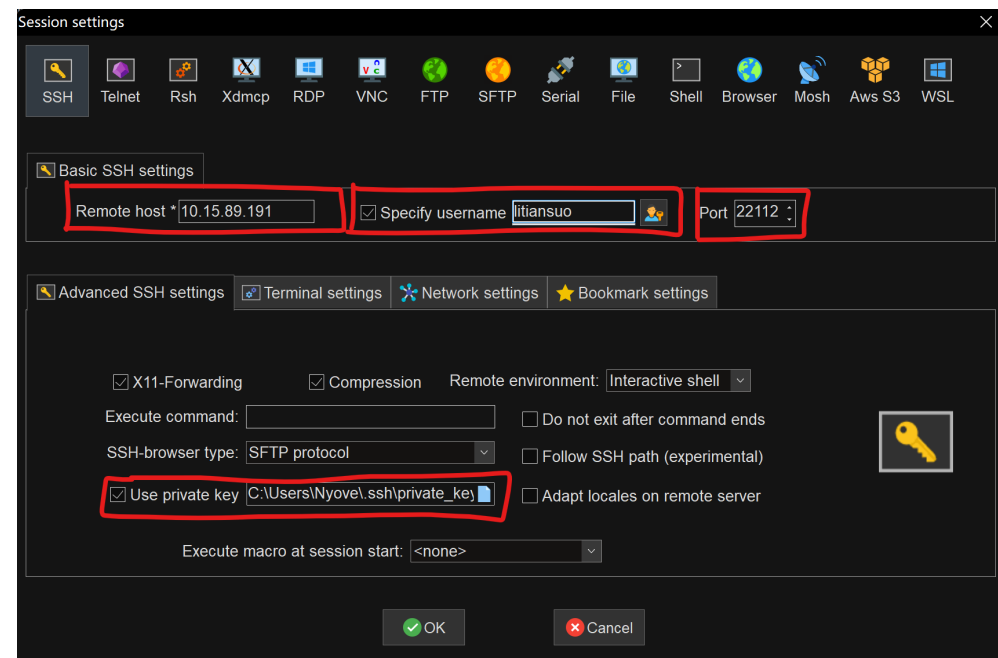 Session settings
SSH Telnet Rsh Xdmcp RDP VNC FTP SFTP Serial File Shell Browser Mosh Aws S3 WSL
Basic SSH settings
Remote host * 10.15.89.191 Specify username litiansuo Port 22112
Advanced SSH settings Terminal settings Network settings Bookmark settings
X11-Forwarding Compression Remote environment: Interactive shell
Execute command: Do not exit after command ends
SSH-browser type: SFTP protocol Follow SSH path (experimental)
Use private key C:\Users\Nyove\.ssh\private_key Adapt locales on remote server
Execute macro at session start: <none>
OK Cancel